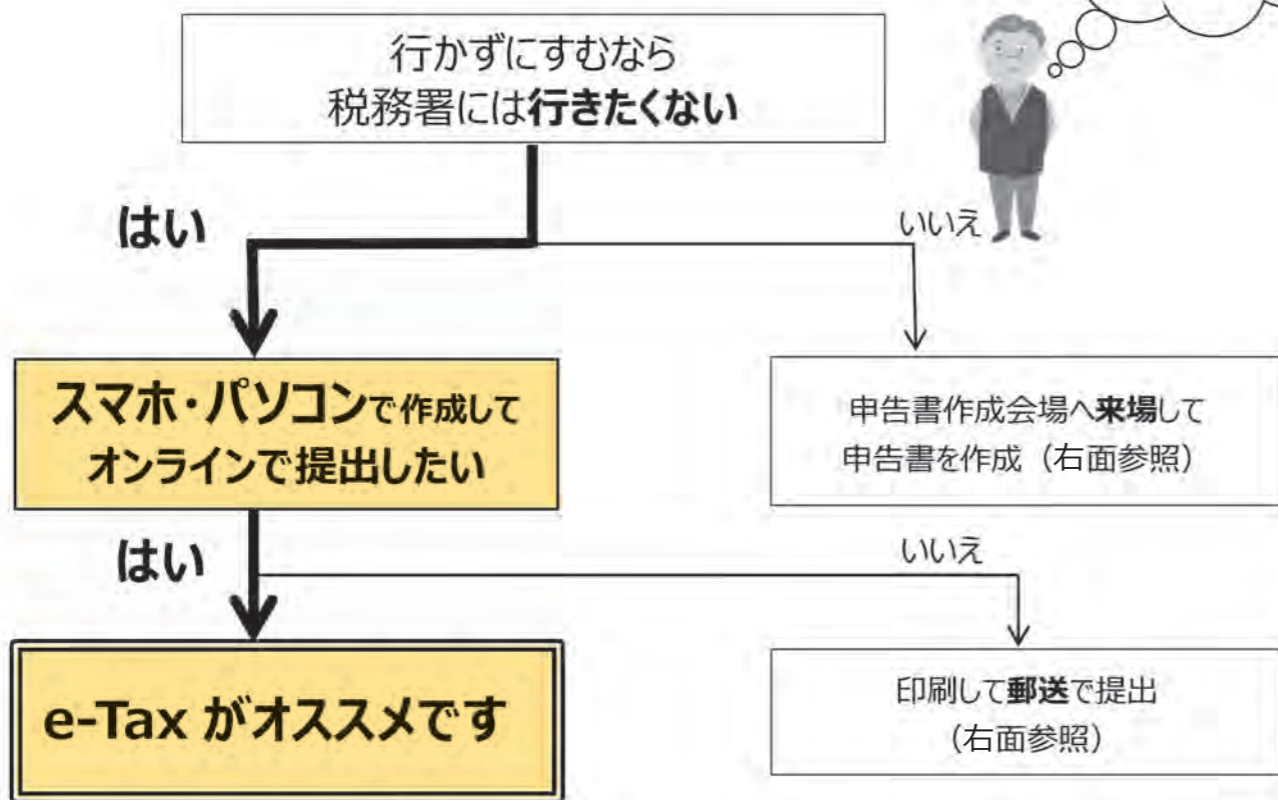 行かずにすむなら
税務署には行きたくない
はい
いいえ
スマホ・パソコンで作成して
オンラインで提出したい
申告書作成会場へ来場して
申告書を作成（右面参照）
はい
いいえ
e-Tax がオススメです
印刷して郵送で提出
（右面参照）